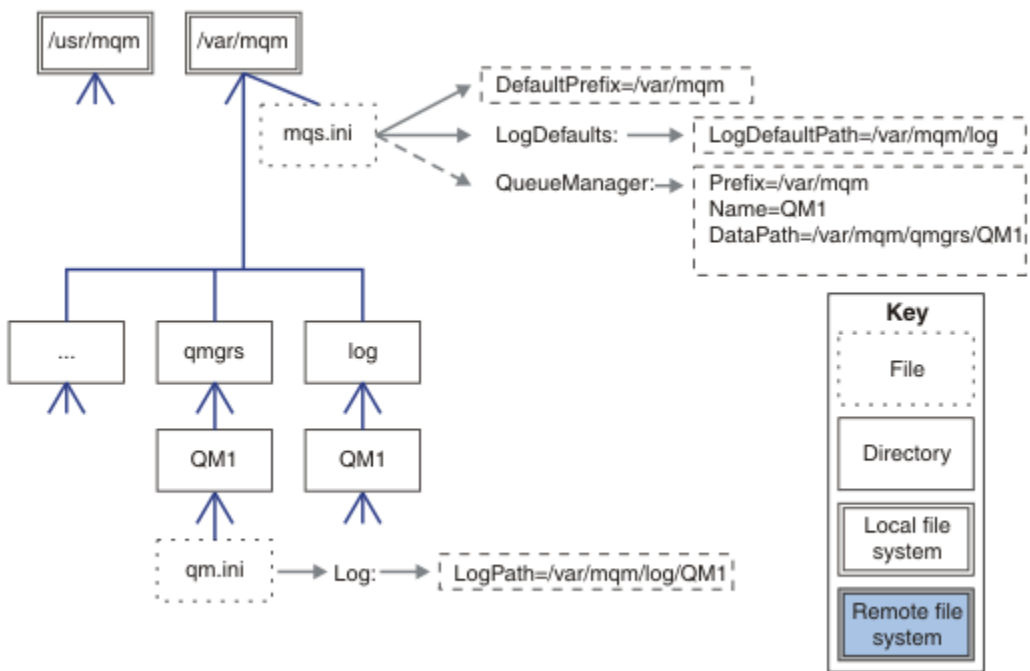 /usr/mqm
/var/mqm
mqs.ini
DefaultPrefix=/var/mqm
LogDefaults:
LogDefaultPath=/var/mqm/log
QueueManager:
Prefix=/var/mqm
Name=QM1
DataPath=/var/mqm/qmgrs/QM1
...
qmgrs
log
QM1
QM1
qm.ini
Log:
LogPath=/var/mqm/log/QM1
Key
File
Directory
Local file
system
Remote file
system